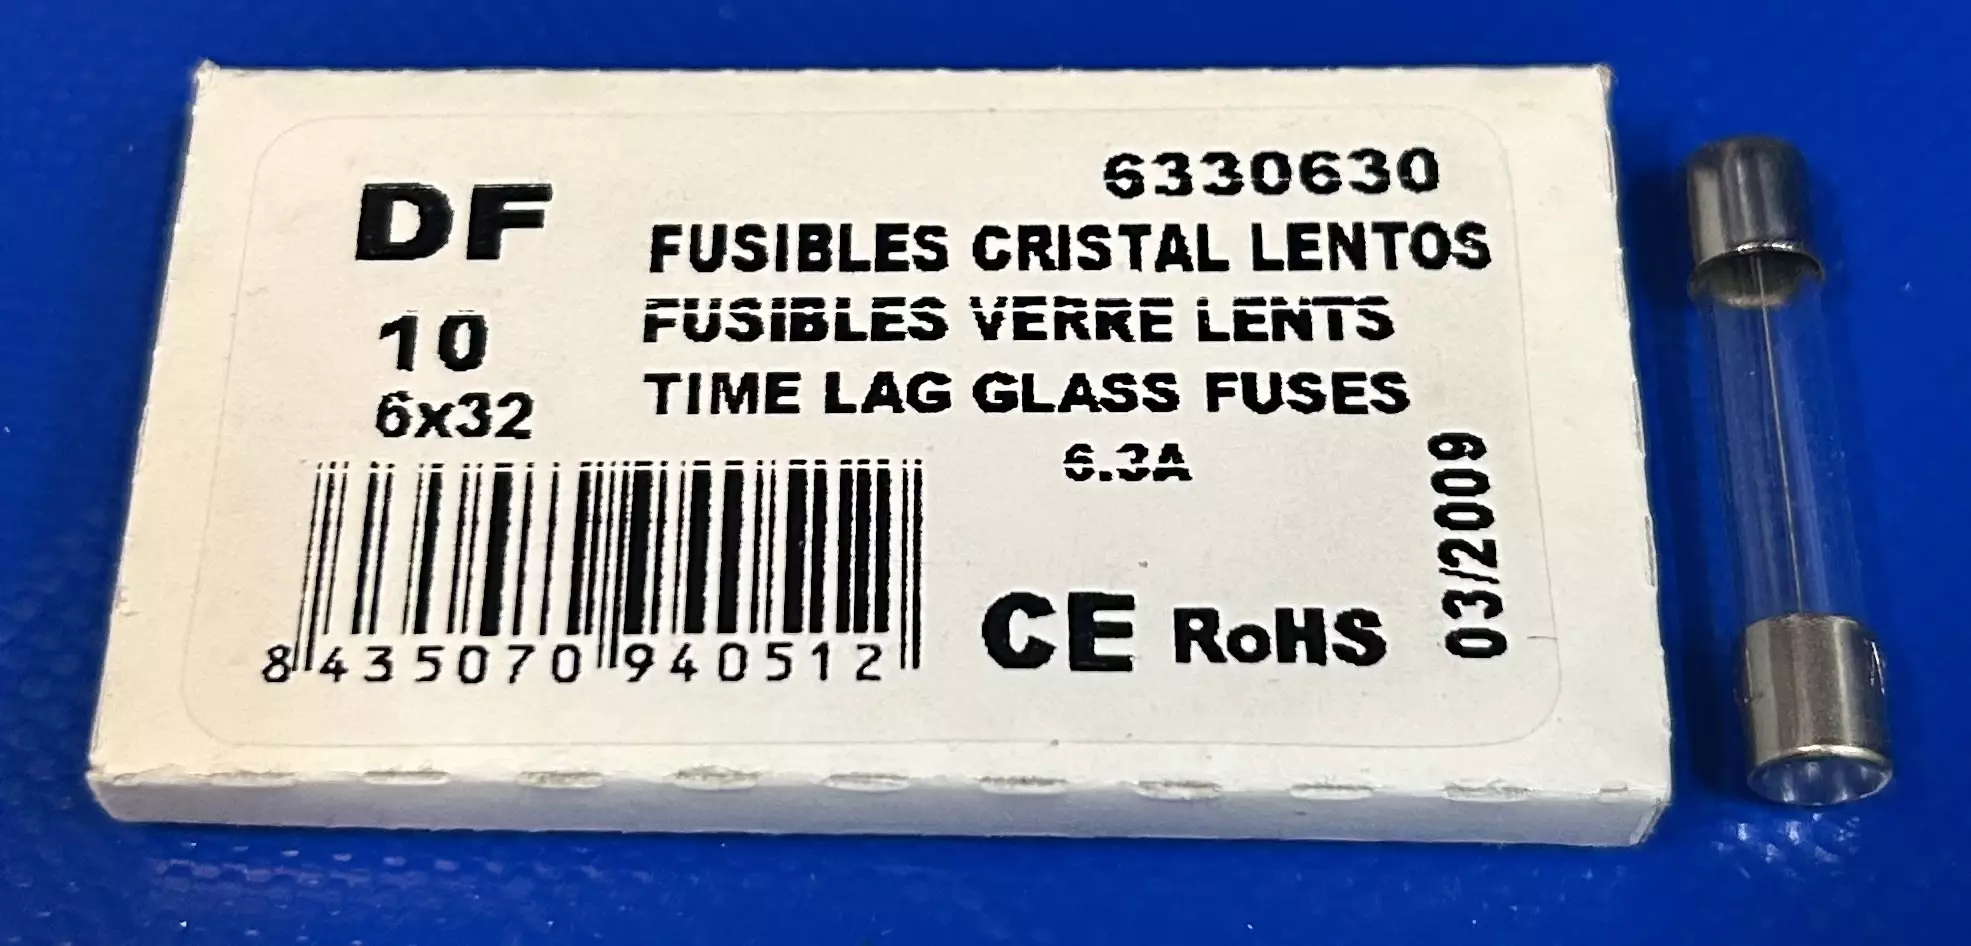 DF
10
6x32
6330630
FUSIBLES CRISTAL LENTOS
FUSIBLES VERRE LENTS
TIME LAG GLASS FUSES
6.3A
03/2009
8 435070 940512
CE RoHS